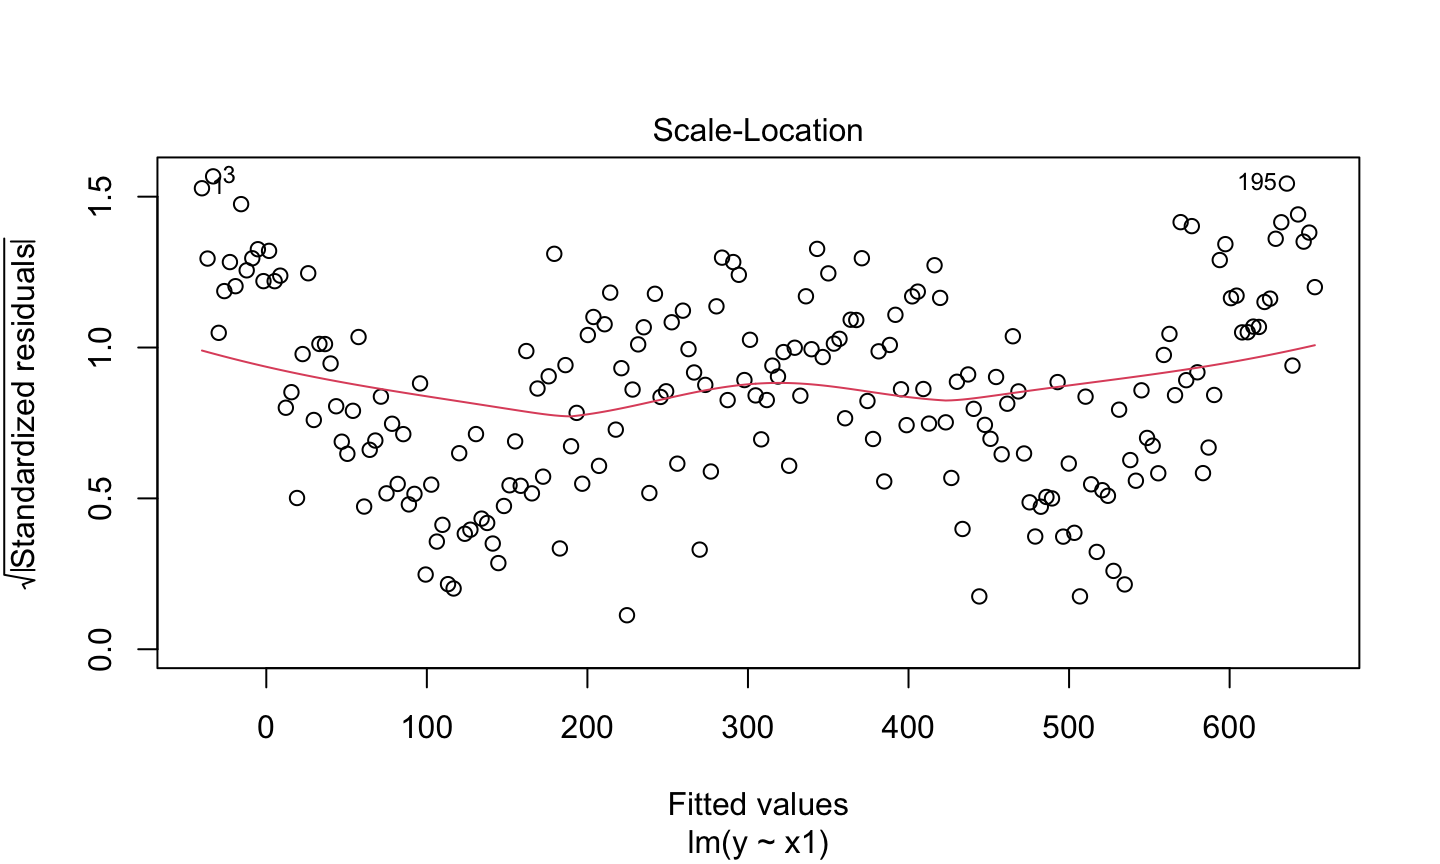 Scale-Location
√|Standardized residuals|
1.5
1.0
0.5
0.0
3
1
195
0 100 200 300 400 500 600
Fitted values
lm(y ~ x1)